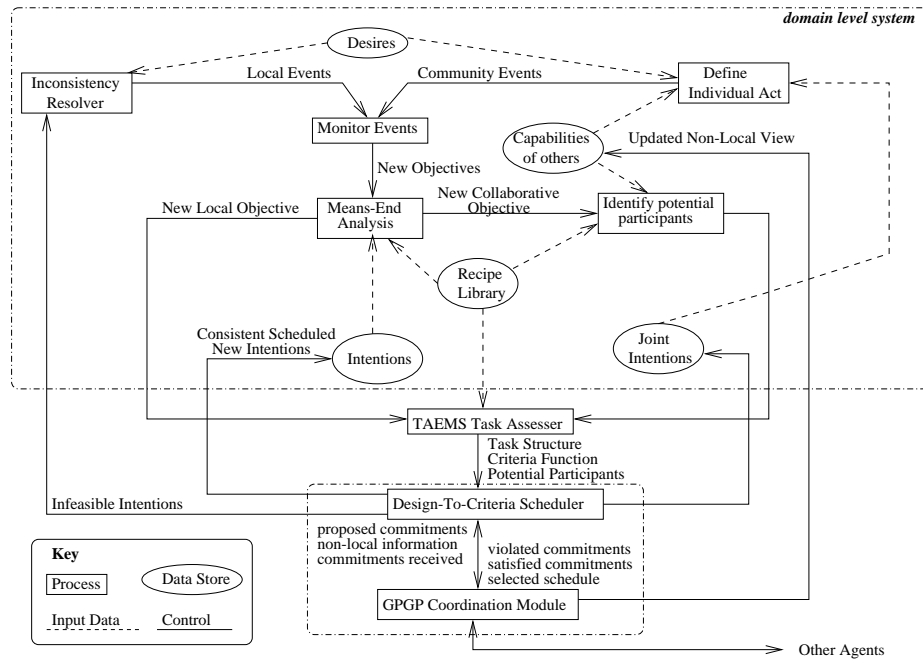 domain level system
Desires
Local Events
Community Events
Inconsistency
Resolver
Define
Individual Act
Monitor Events
Capabilities
of others
Updated Non-Local View
New Objectives
New Local Objective
Means-End
Analysis
New Collaborative
Objective
Identify potential
participants
Recipe
Library
Consistent Scheduled
New Intentions
Intentions
Joint
Intentions
TAEMS Task Assesser
Task Structure
Criteria Function
Potential Participants
Infeasible Intentions
Design-To-Criteria Scheduler
proposed commitments
non-local information
commitments received
violated commitments
satisfied commitments
selected schedule
GPGP Coordination Module
Other Agents
Key
Process
Data Store
Input Data
Control